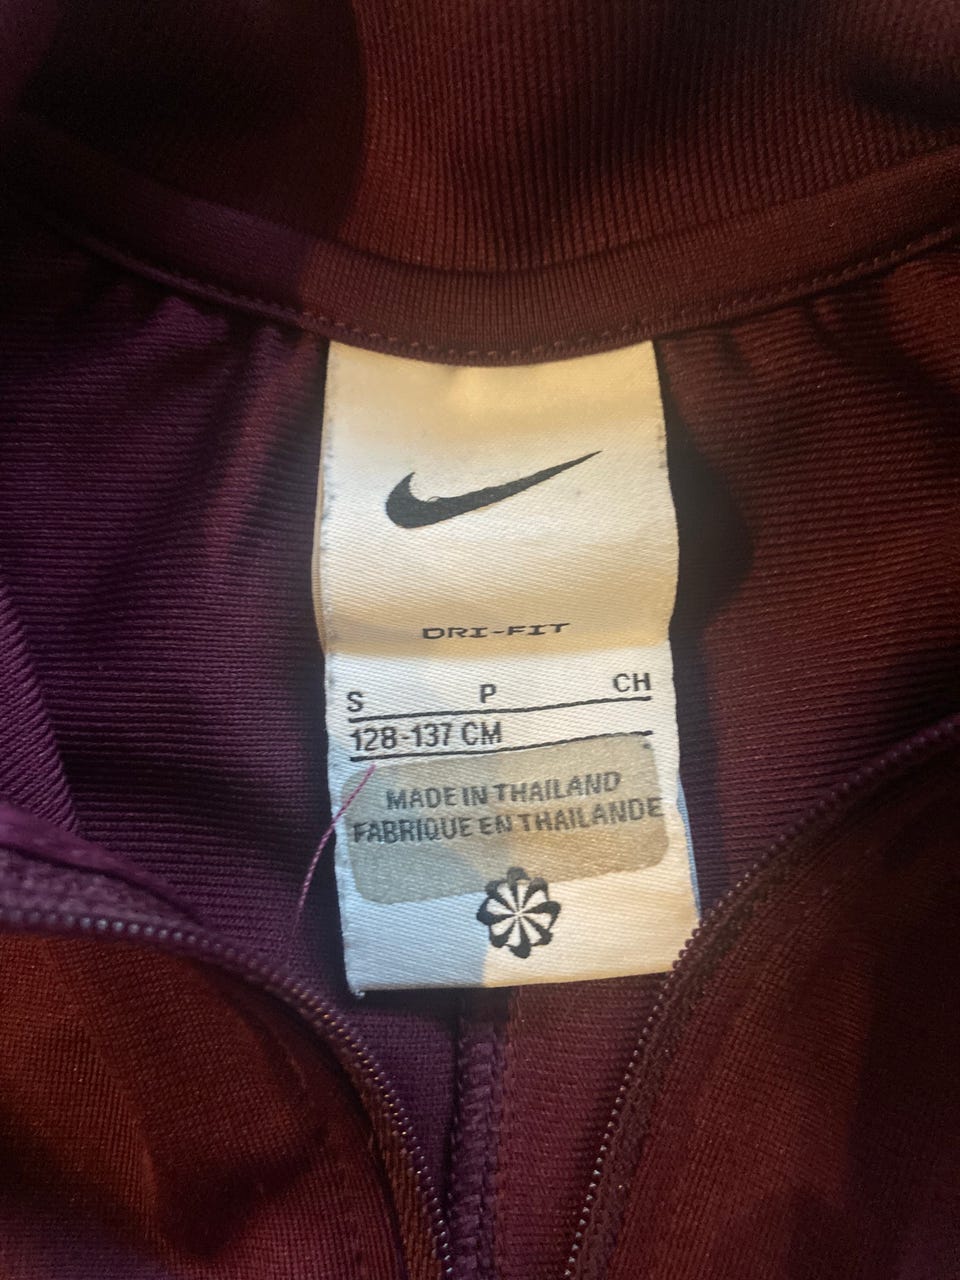 DRI-FIT
S P CH
128-137 CM
MADE IN THAILAND
FABRIQUE EN THAILANDE